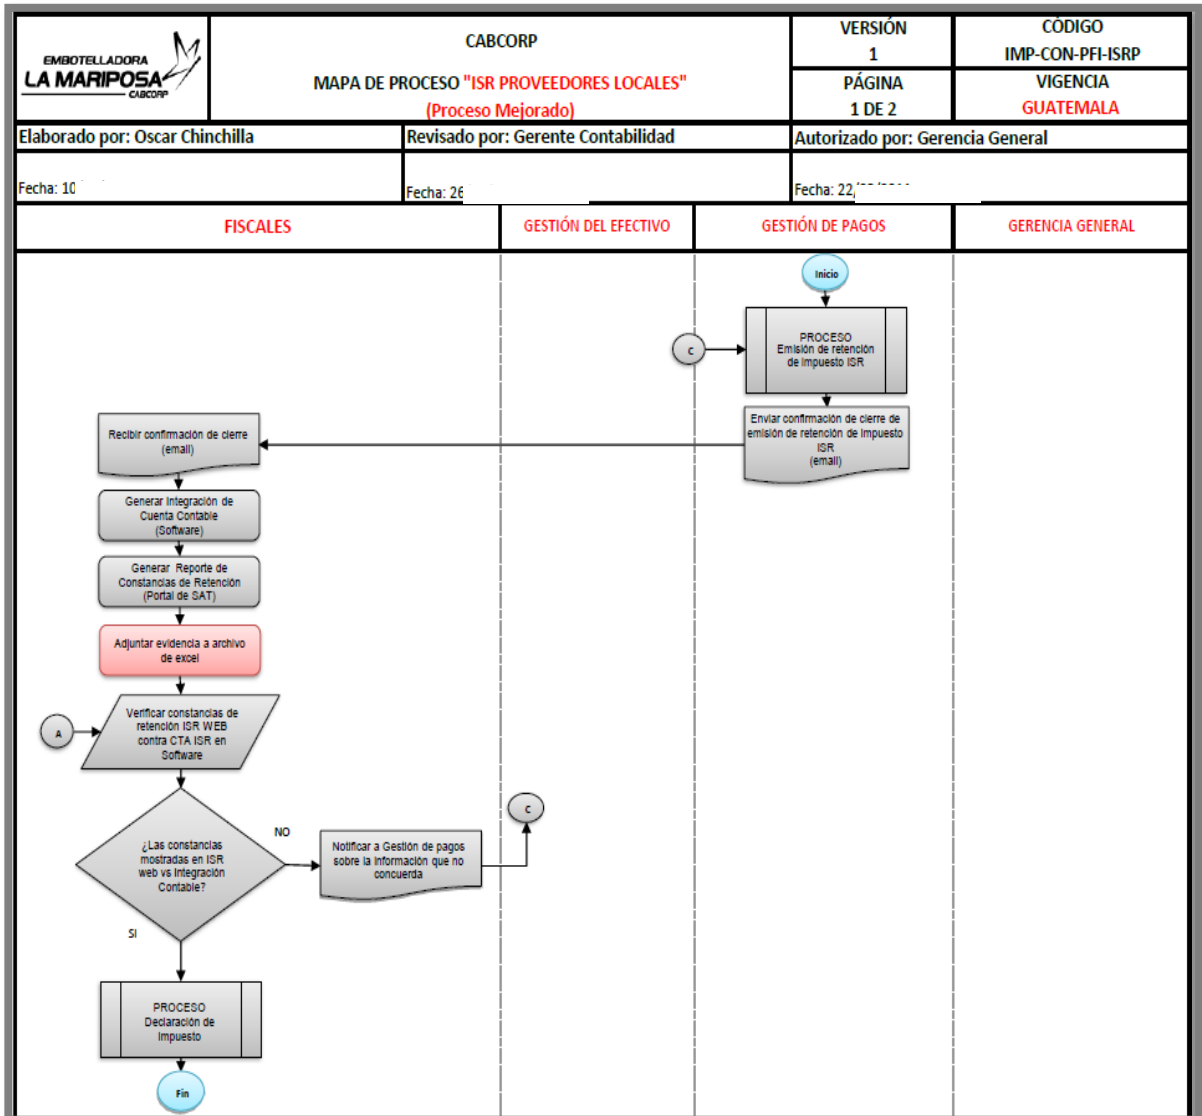 EMBOTELLADORA
LA MARIPOSA
CABCORP
CABCORP
MAPA DE PROCESO "ISR PROVEEDORES LOCALES"
(Proceso Mejorado)
VERSIÓN
1
CÓDIGO
IMP-CON-PFI-ISRP
PÁGINA
1 DE 2
VIGENCIA
GUATEMALA
Elaborado por: Oscar Chinchilla
Revisado por: Gerente Contabilidad
Autorizado por: Gerencia General
Fecha: 10
Fecha: 26
Fecha: 22/
FISCALES
GESTIÓN DEL EFECTIVO
GESTIÓN DE PAGOS
GERENCIA GENERAL
Inicio
C
PROCESO
Emisión de retención
de Impuesto ISR
Enviar confirmación de cierre de
emisión de retención de Impuesto
ISR
(email)
Recibir confirmación de cierre
(email)
Generar Integración de
Cuenta Contable
(Software)
Generar Reporte de
Constancias de Retención
(Portal de SAT)
Adjuntar evidencia a archivo
de excel
A
Verificar constancias de
retención ISR WEB
contra CTA ISR en
Software
¿Las constancias
mostradas en ISR
web vs Integración
Contable?
NO
Notificar a Gestión de pagos
sobre la Información que no
concuerda
C
SI
PROCESO
Declaración de
Impuesto
Fin